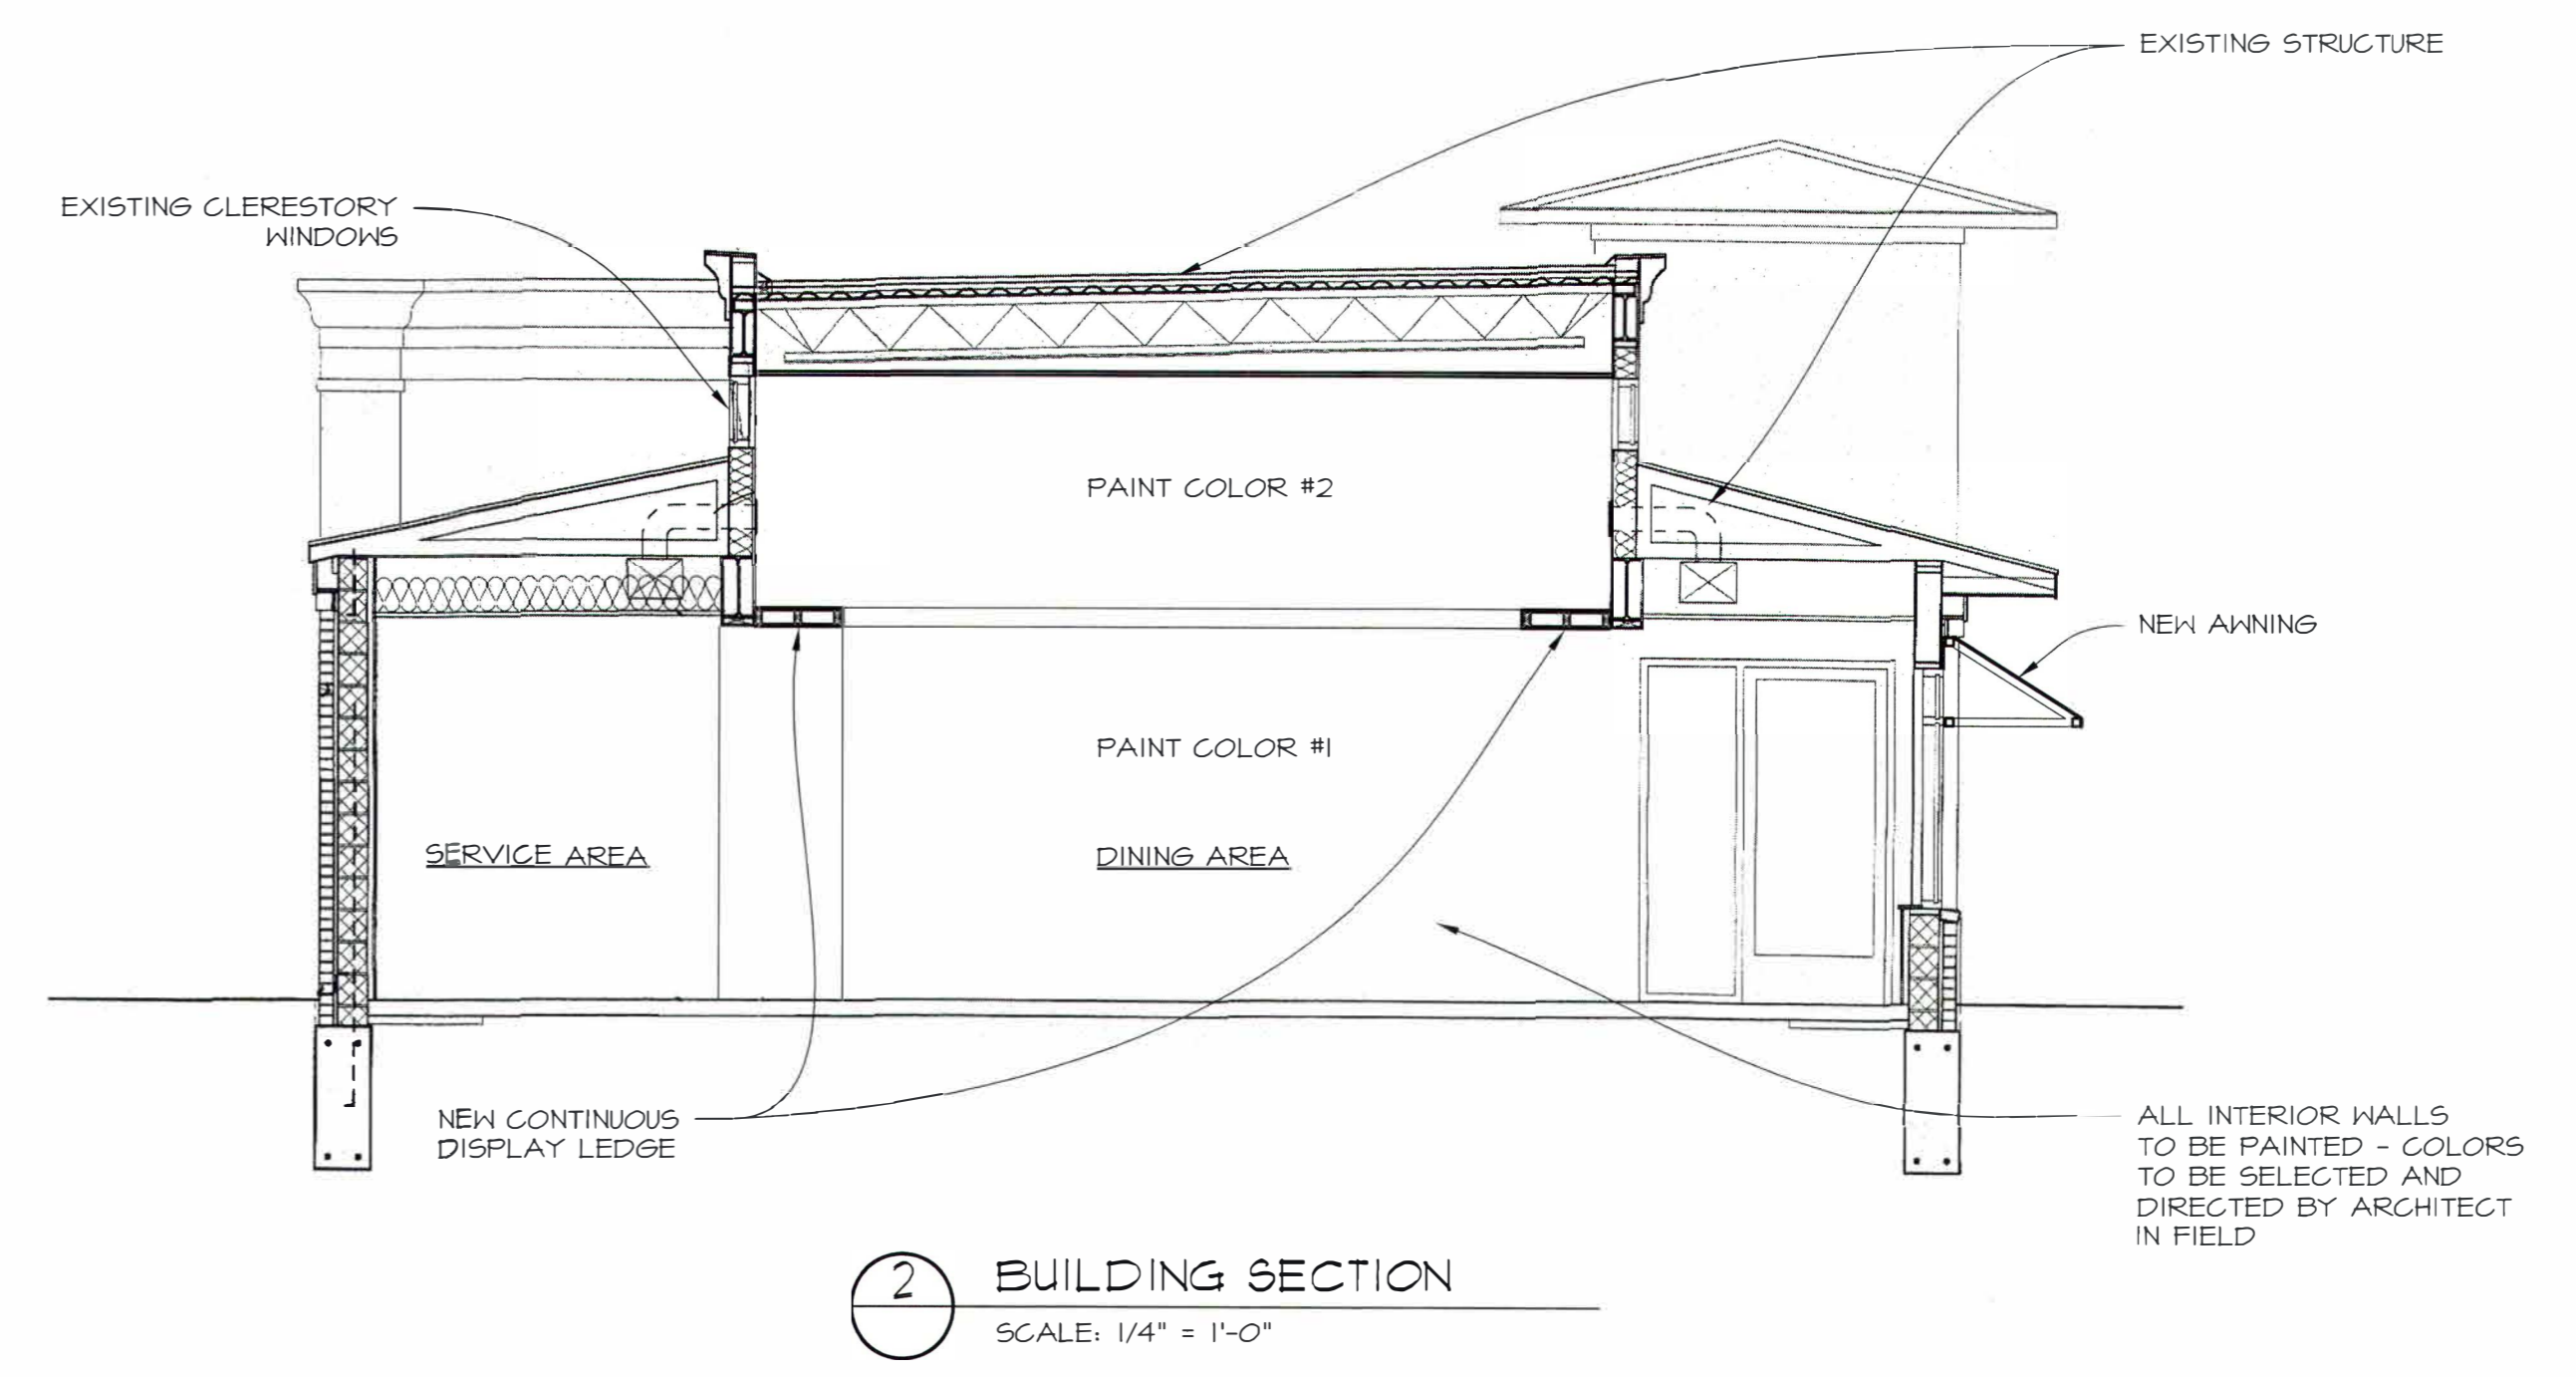 EXISTING STRUCTURE
EXISTING CLERESTORY
WINDOWS
PAINT COLOR #2
NEW AWNING
PAINT COLOR #1
SERVICE AREA
DINING AREA
NEW CONTINUOUS
DISPLAY LEDGE
ALL INTERIOR WALLS
TO BE PAINTED - COLORS
TO BE SELECTED AND
DIRECTED BY ARCHITECT
IN FIELD
2
BUILDING SECTION
SCALE: 1/4" = 1'-0"